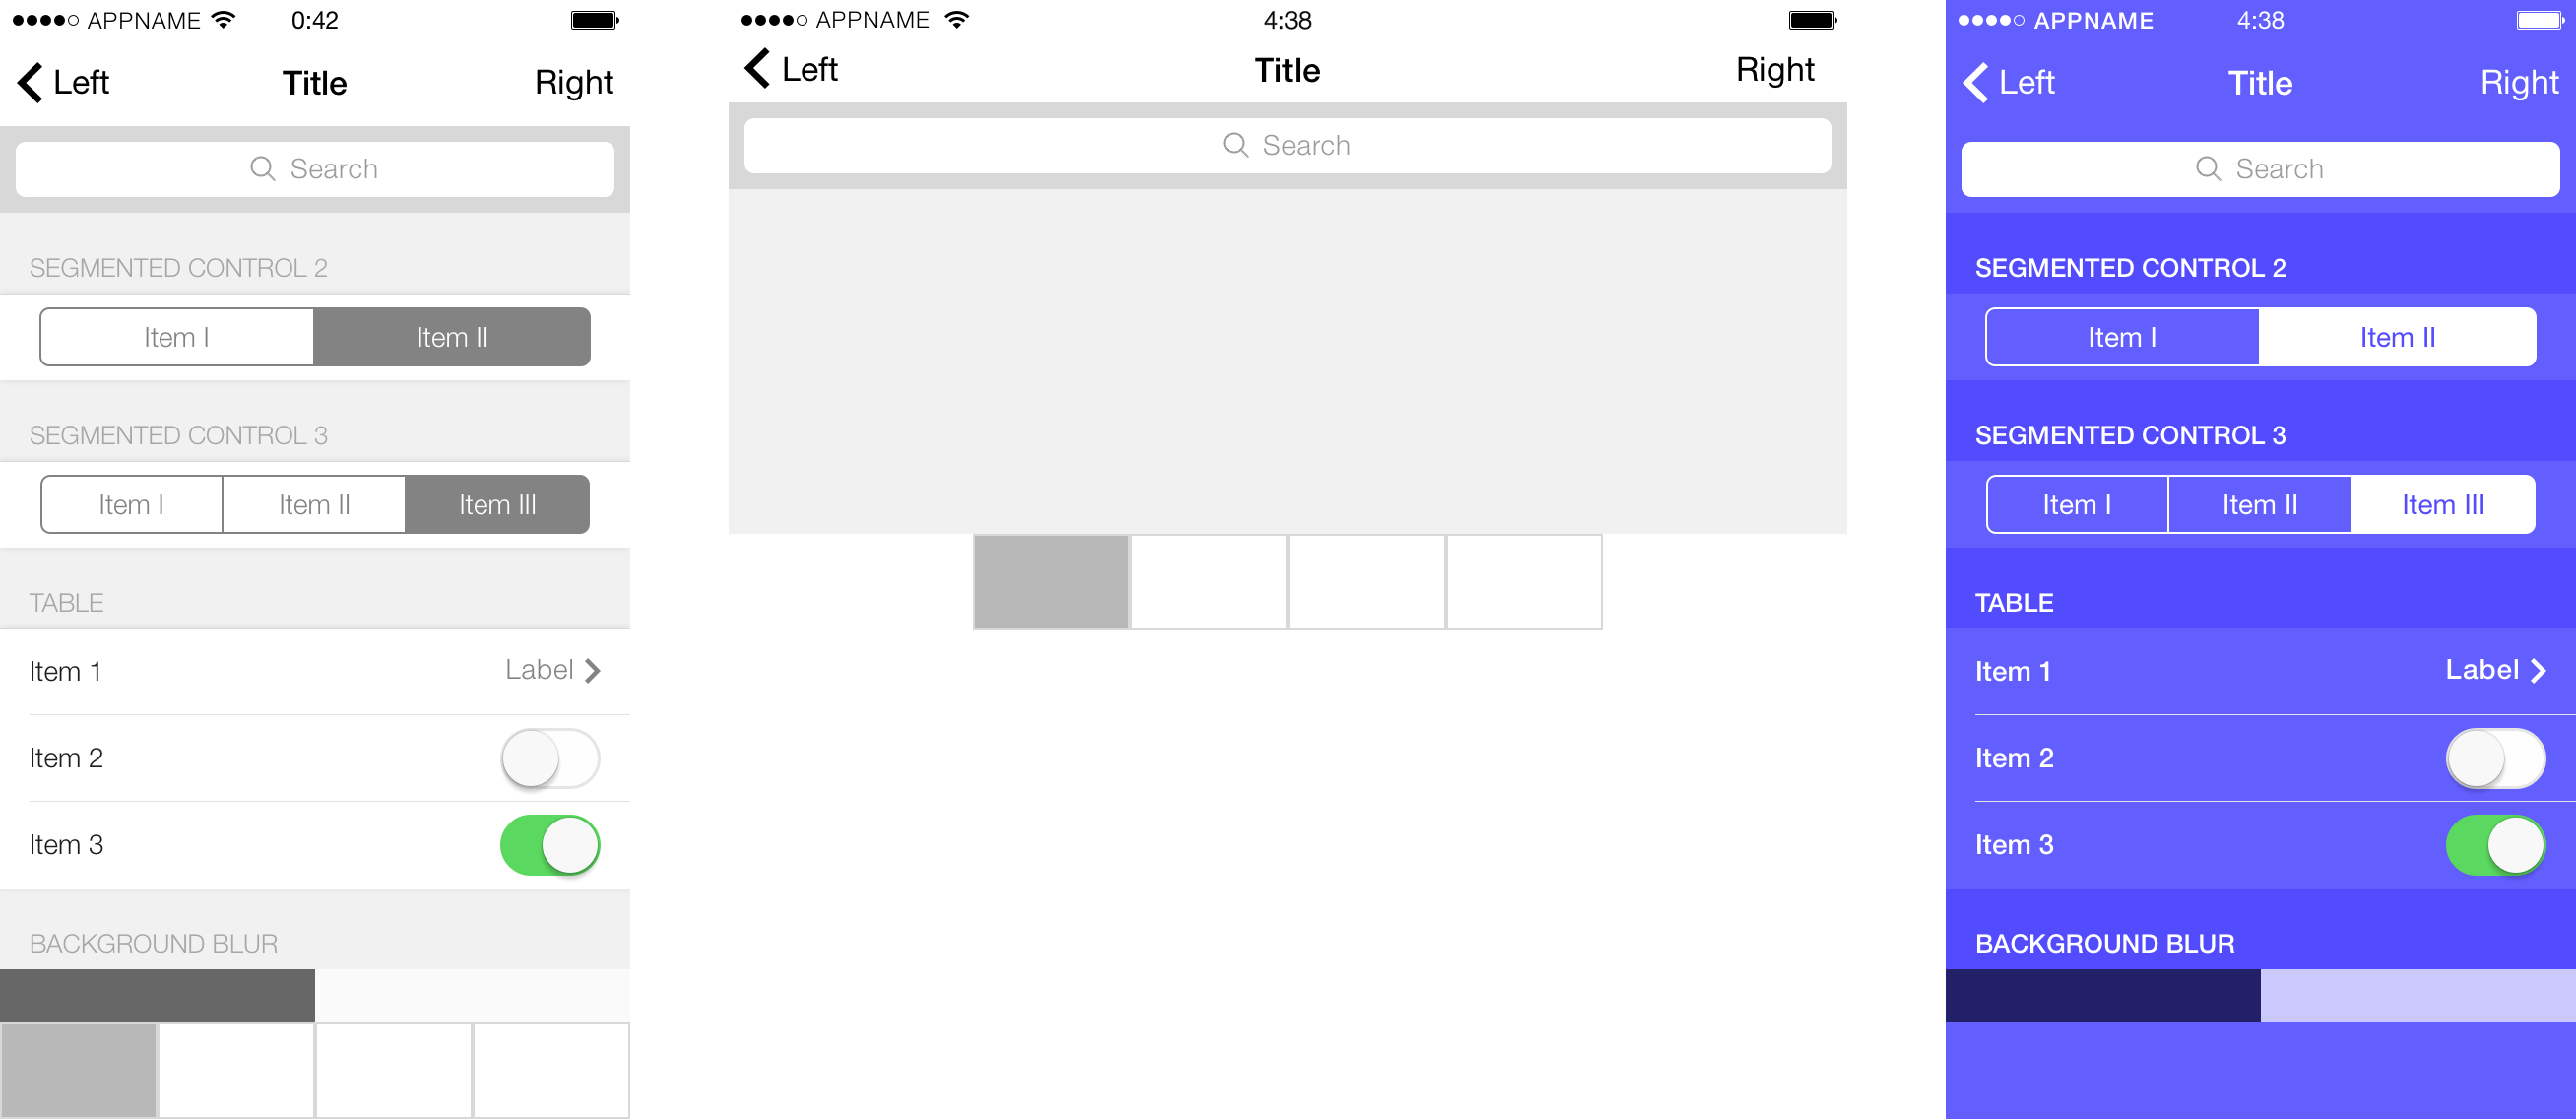 APPNAME 0:42
Left Title Right
Search
SEGMENTED CONTROL 2
Item I Item II
SEGMENTED CONTROL 3
Item I Item II Item III
TABLE
Item 1 Label
Item 2
Item 3
BACKGROUND BLUR
APPNAME 4:38
Left Title Right
Search
APPNAME 4:38
Left Title Right
Search
SEGMENTED CONTROL 2
Item I Item II
SEGMENTED CONTROL 3
Item I Item II Item III
TABLE
Item 1 Label
Item 2
Item 3
BACKGROUND BLUR